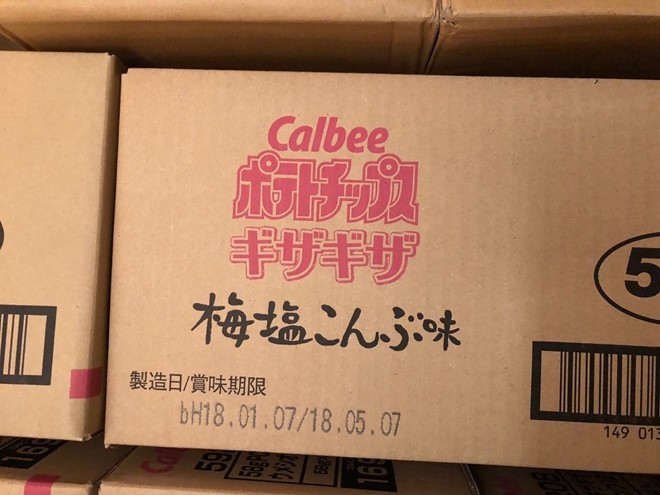 Calbee
ポテトチップス
ギザギザ
梅塩こんぶ味
製造日/賞味期限
bH18.01.07/18.05.07
5
149 013